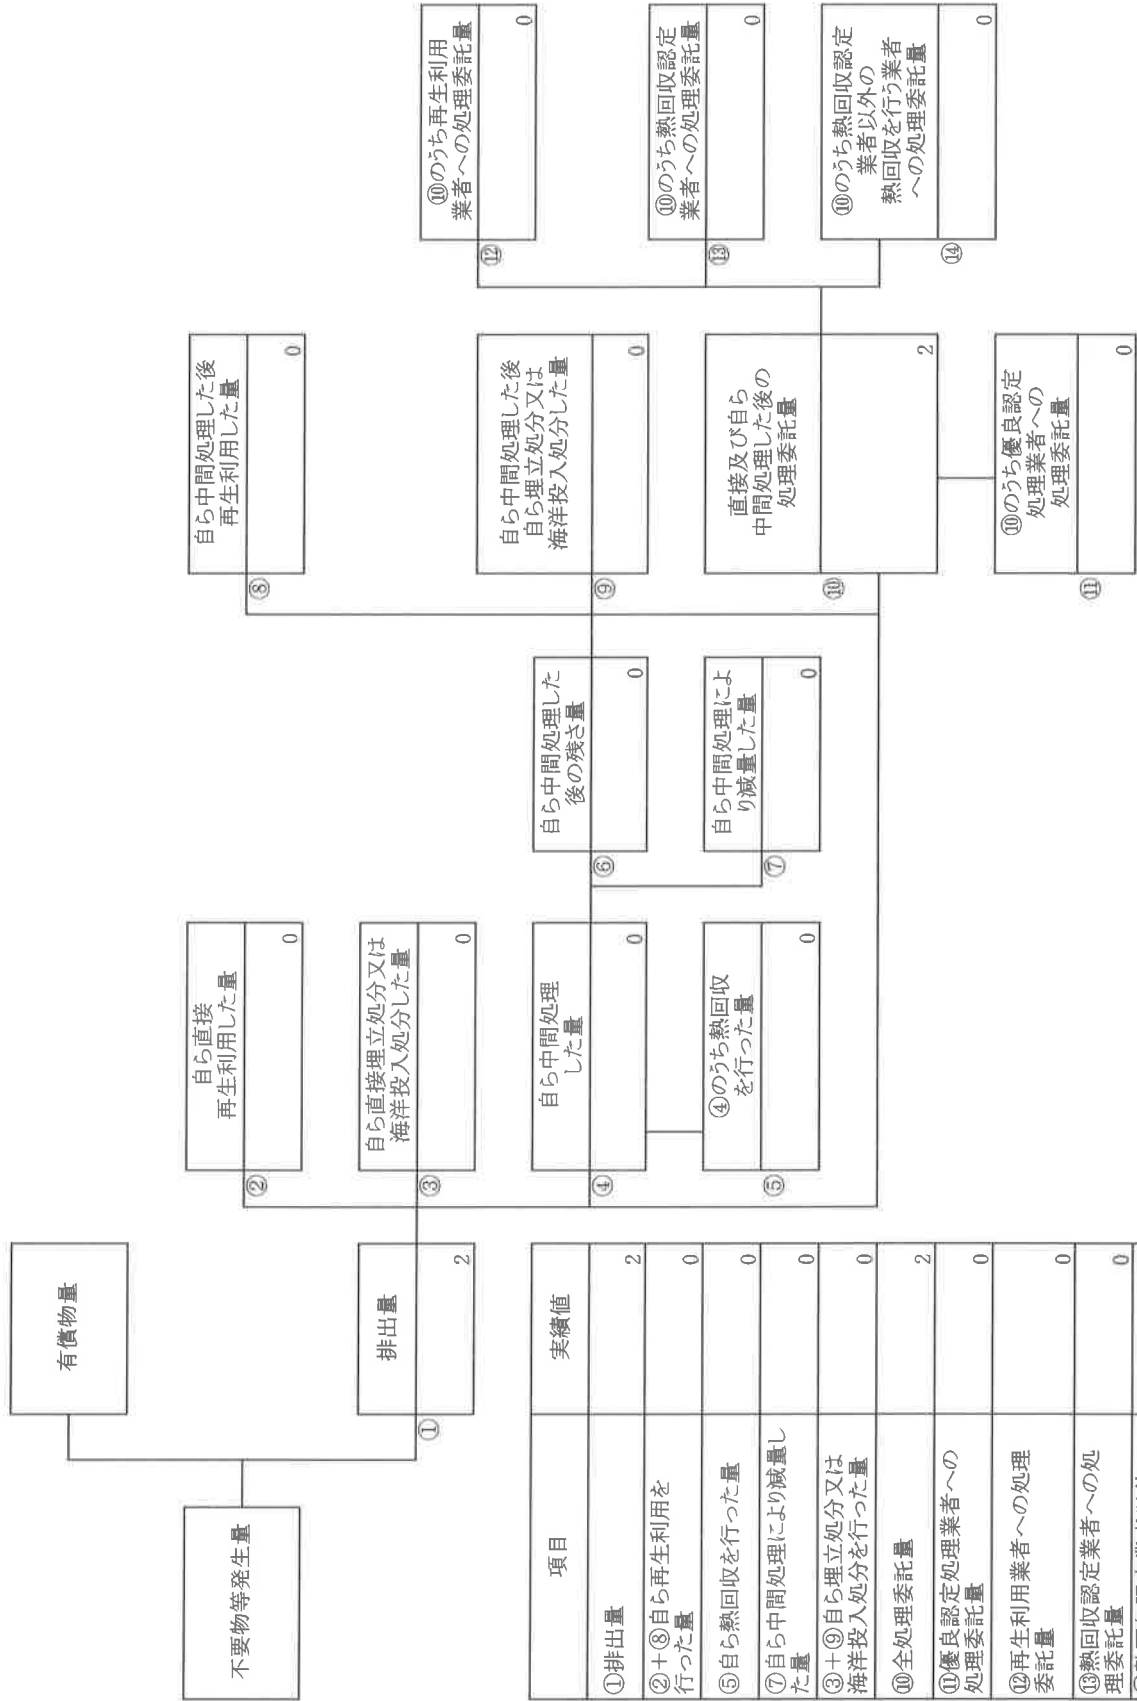 不要物等発生量
有償物量
①
排出量
2
②
自ら直接
再生利用した量
0
③
自ら直接埋立処分又は
海洋投入処分した量
0
④
自ら中間処理
した量
0
⑤
④のうち熱回収
を行った量
0
⑥
自ら中間処理した
後の残さ量
0
⑦
自ら中間処理によ
り減量した量
0
⑧
自ら中間処理した後
再生利用した量
0
⑨
自ら中間処理した後
自ら埋立処分又は
海洋投入処分した量
0
⑩
直接及び自ら
中間処理した後の
処理委託量
2
⑪
⑩のうち優良認定
処理業者への
処理委託量
0
⑫
⑩のうち再生利用
業者への処理委託量
0
⑬
⑩のうち熱回収認定
業者への処理委託量
0
⑭
⑩のうち熱回収認定
業者以外の
熱回収を行う業者
への処理委託量
0
項目 実績値
①排出量 2
②+⑧自ら再生利用を
行った量 0
⑤自ら熱回収を行った量 0
⑦自ら中間処理により減量し
た量 0
③+⑨自ら埋立処分又は
海洋投入処分を行った量 0
⑩全処理委託量 2
⑪優良認定処理業者への
処理委託量 0
⑫再生利用業者への処理
委託量 0
⑬熱回収認定業者への処
理委託量 0